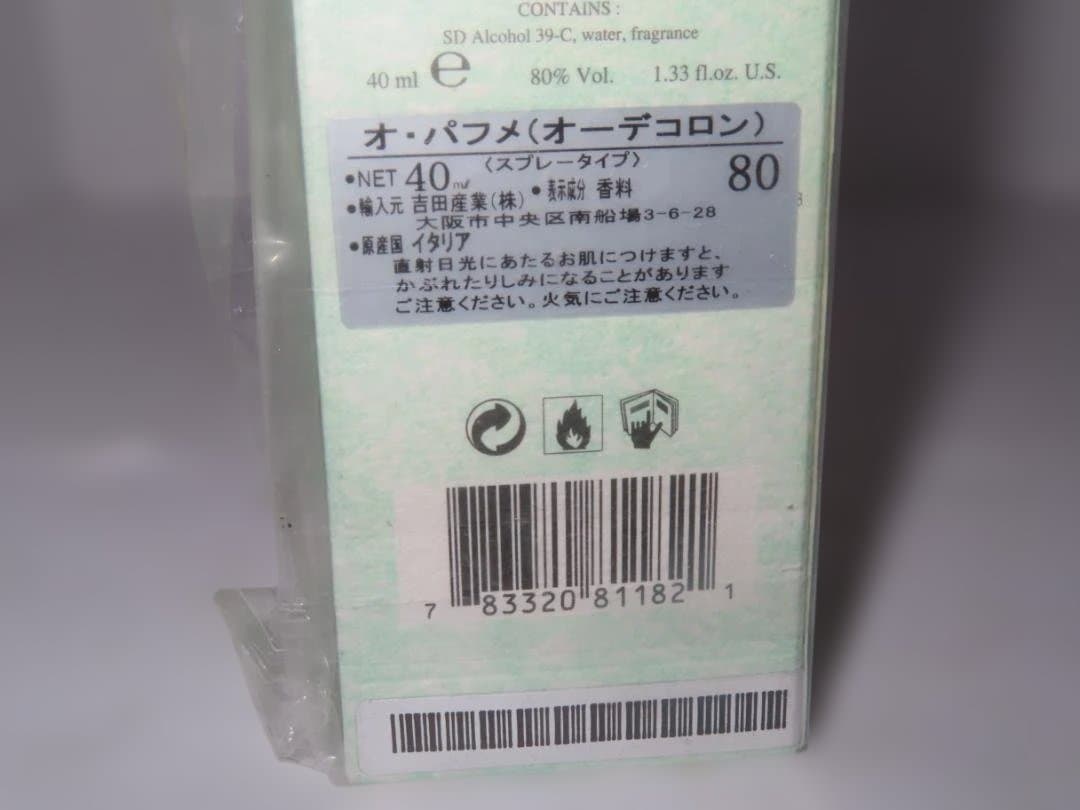 CONTAINS :
SD Alcohol 39-C, water, fragrance
40 ml e 80% Vol. 1.33 fl.oz. U.S.
オ・パフメ(オーデコロン)
〈スプレータイプ〉 80
•NET 40ml •表示成分 香料
•輸入元 吉田産業(株)
大阪市中央区南船場3-6-28
•原産国 イタリア
直射日光にあたるお肌につけますと、
かぶれたりしみになることがあります
ご注意ください。火気にご注意ください。
7 83320 81182 1